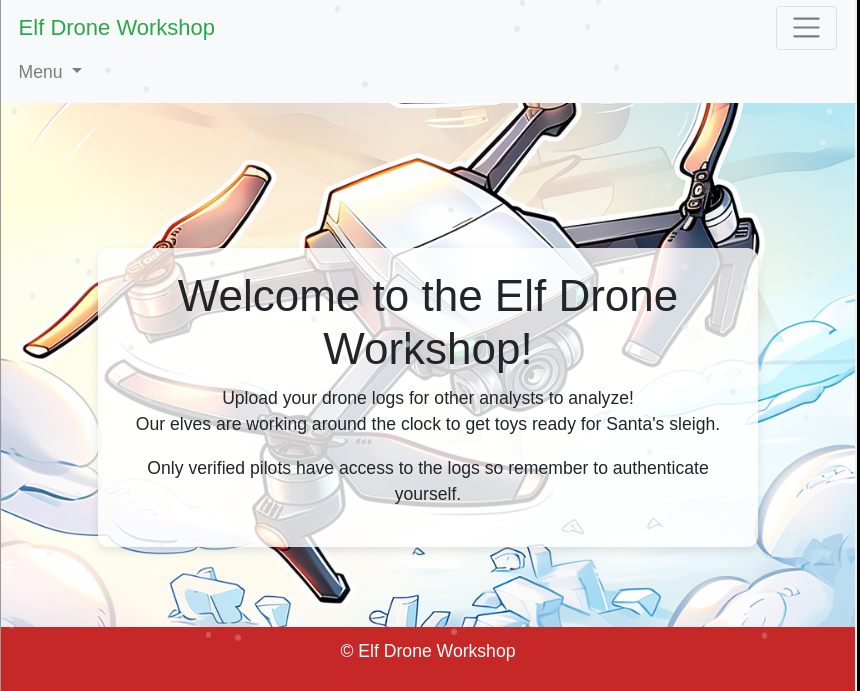 Elf Drone Workshop
Menu
Welcome to the Elf Drone
Workshop!
Upload your drone logs for other analysts to analyze!
Our elves are working around the clock to get toys ready for Santa's sleigh.
Only verified pilots have access to the logs so remember to authenticate
yourself.
© Elf Drone Workshop